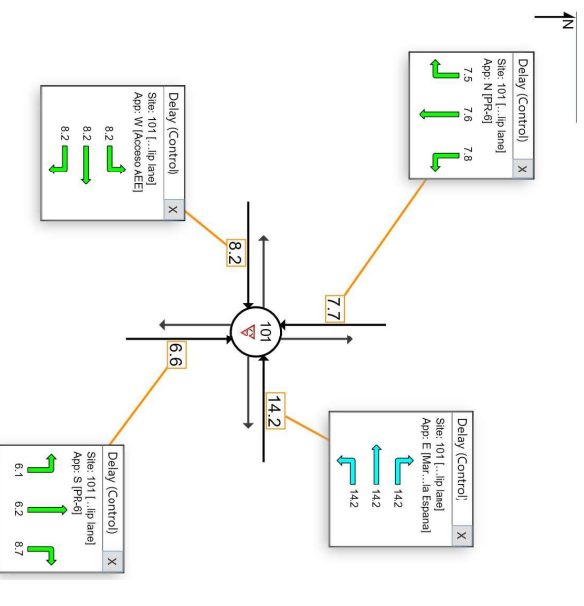 N
Delay (Control) X
Site: 101 [...lip lane]
App: N [PR-6]
7.5 7.6 7.8
Delay (Control) X
Site: 101 [...lip lane]
App: W [Acceso AEE]
8.2
8.2
8.2
8.2
7.7
101
6.6
14.2
Delay (Control) X
Site: 101 [...lip lane]
App: E [Mar...la Espana]
14.2
14.2
14.2
Delay (Control) X
Site: 101 [...lip lane]
App: S [PR-6]
6.1 6.2 8.7